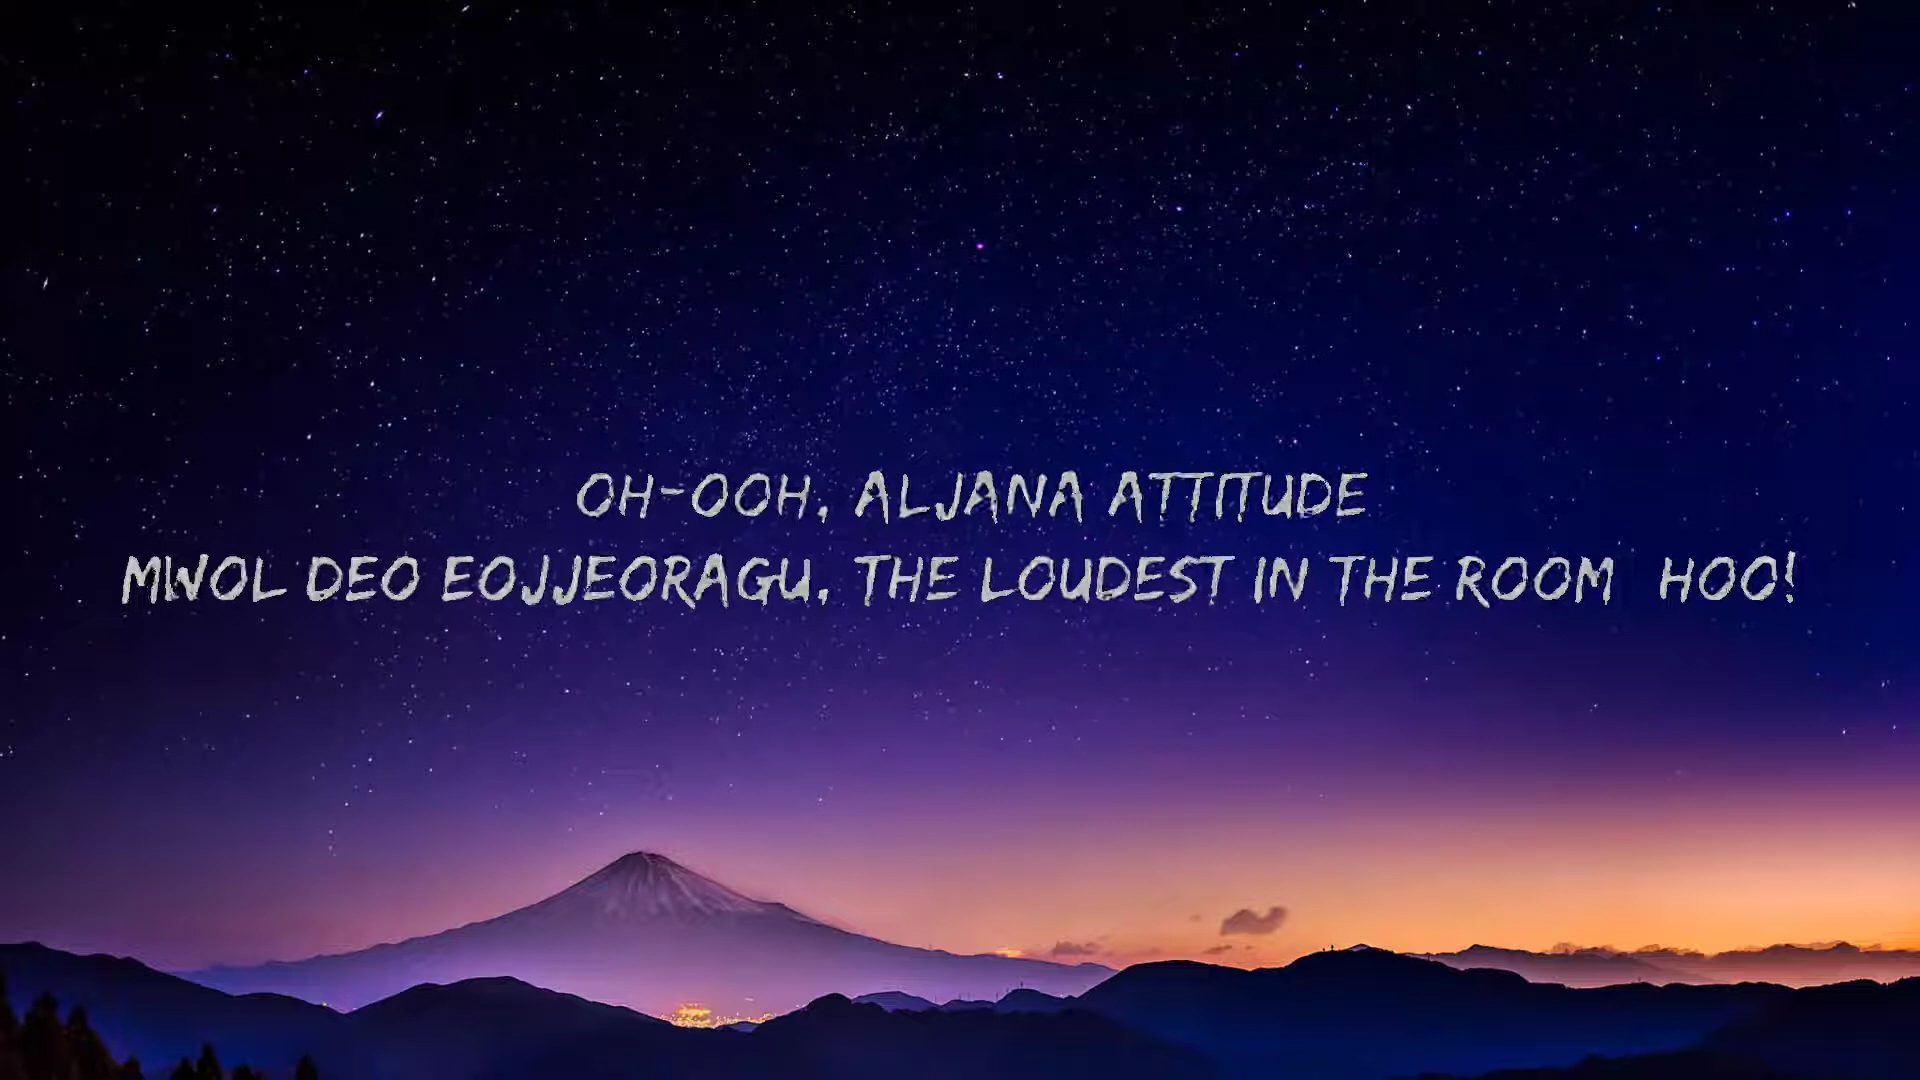 OH-OOH, ALJANA ATTITUDE
MWOL DEO EOJJEORAGU, THE LOUDEST IN THE ROOM HOO!